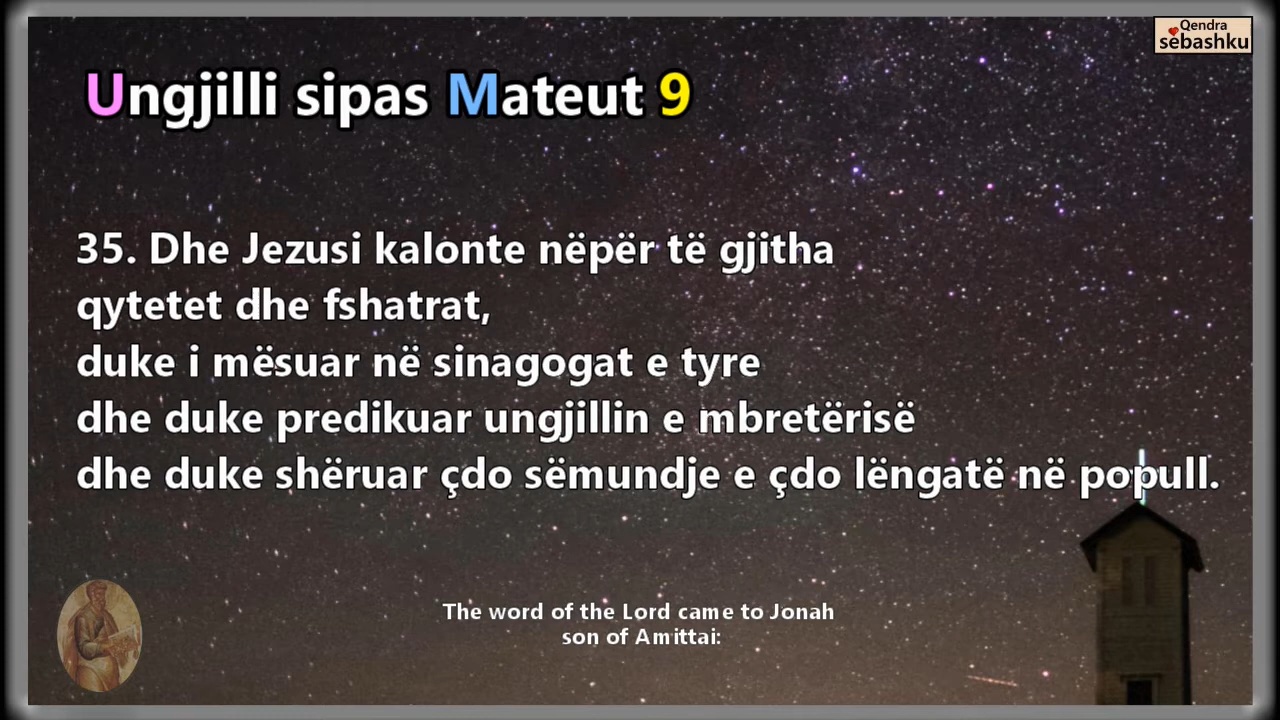 Qendra
sebashku
Ungjilli sipas Mateut 9
35. Dhe Jezusi kalonte nëpër të gjitha
qytetet dhe fshatrat,
duke i mësuar në sinagogat e tyre
dhe duke predikuar ungjillin e mbretërisë
dhe duke shëruar çdo sëmundje e çdo lëngatë në popull.
The word of the Lord came to Jonah
son of Amittai: